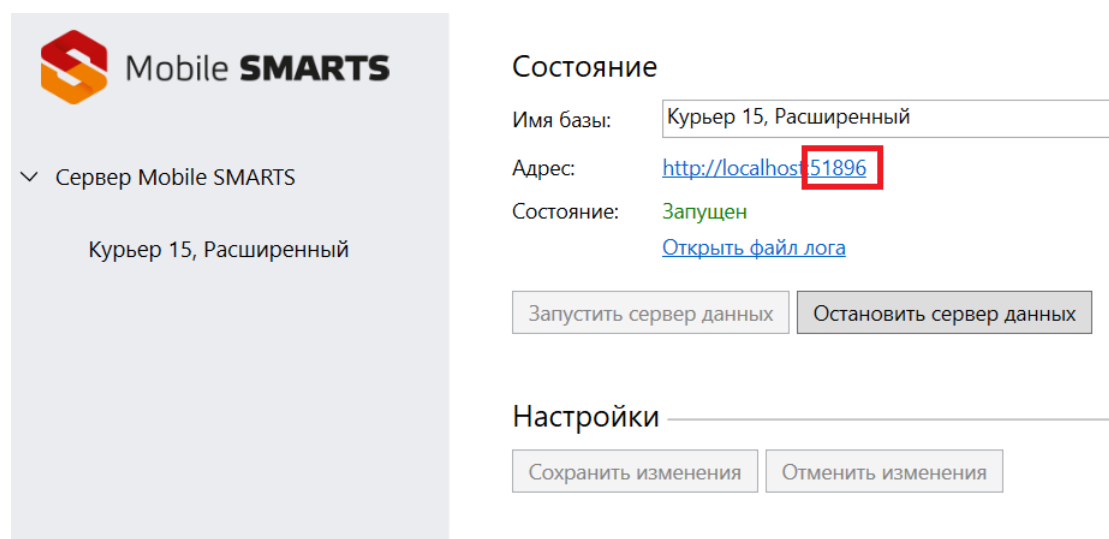 Mobile SMARTS
Сервер Mobile SMARTS
Курьер 15, Расширенный
Состояние
Имя базы: Курьер 15, Расширенный
Адрес: http://localhost:51896
Состояние: Запущен
Открыть файл лога
Запустить сервер данных Остановить сервер данных
Настройки
Сохранить изменения Отменить изменения